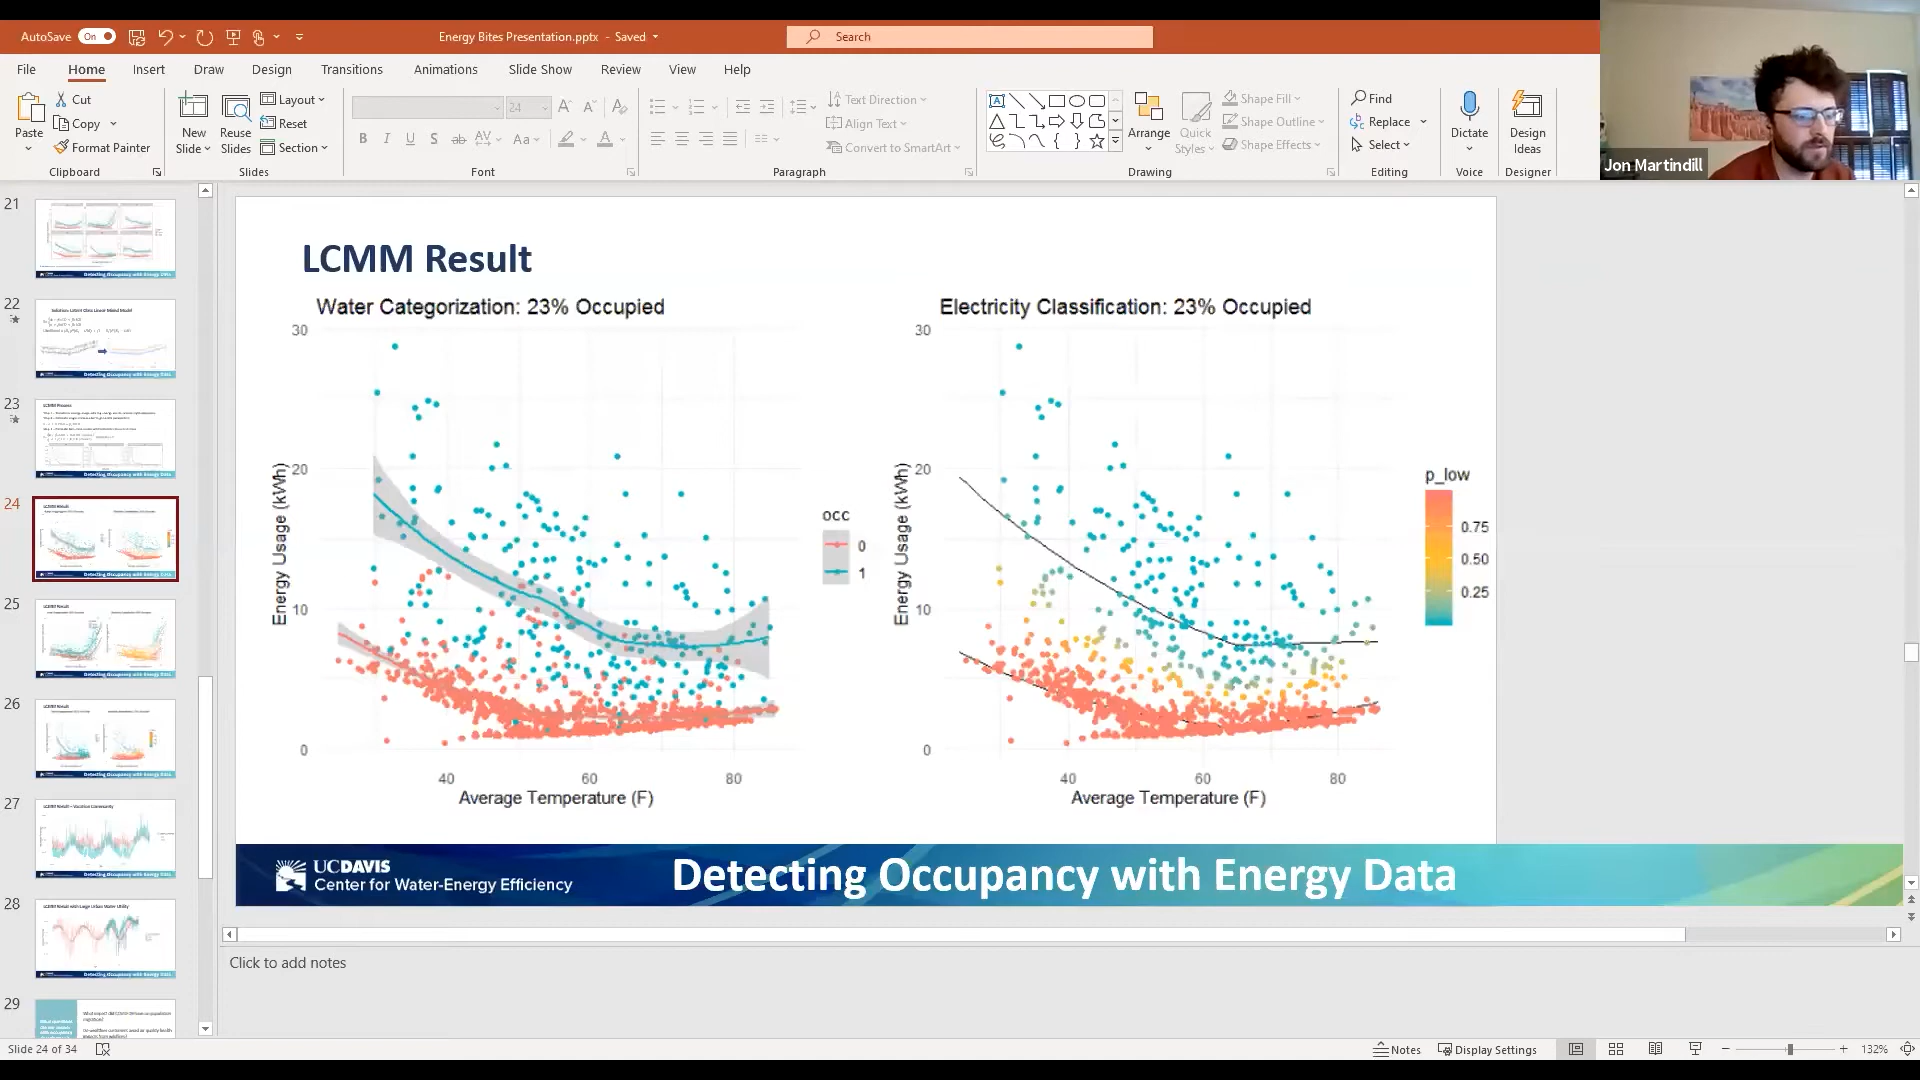 AutoSave On Energy Bites Presentation.pptx - Saved Search
File Home Insert Draw Design Transitions Animations Slide Show Review View Help
Paste
Cut
Copy
Format Painter
Clipboard
New Slide
Reuse Slides
Layout
Reset
Section
Slides
24
Aa
Font
Text Direction
Align Text
Convert to SmartArt
Paragraph
Arrange
Quick Styles
Shape Fill
Shape Outline
Shape Effects
Drawing
Find
Replace
Select
Editing
Dictate
Voice
Design Ideas
Designer
Jon Martindill
21
22
23
24
25
26
27
28
29
LCMM Result
Water Categorization: 23% Occupied
30
20
10
0
Energy Usage (kWh)
40 60 80
Average Temperature (F)
occ
0
1
Electricity Classification: 23% Occupied
30
20
10
0
Energy Usage (kWh)
40 60 80
Average Temperature (F)
p_low
0.75
0.50
0.25
UCDAVIS
Center for Water-Energy Efficiency
Detecting Occupancy with Energy Data
Click to add notes
Slide 24 of 34 Notes Display Settings 132%